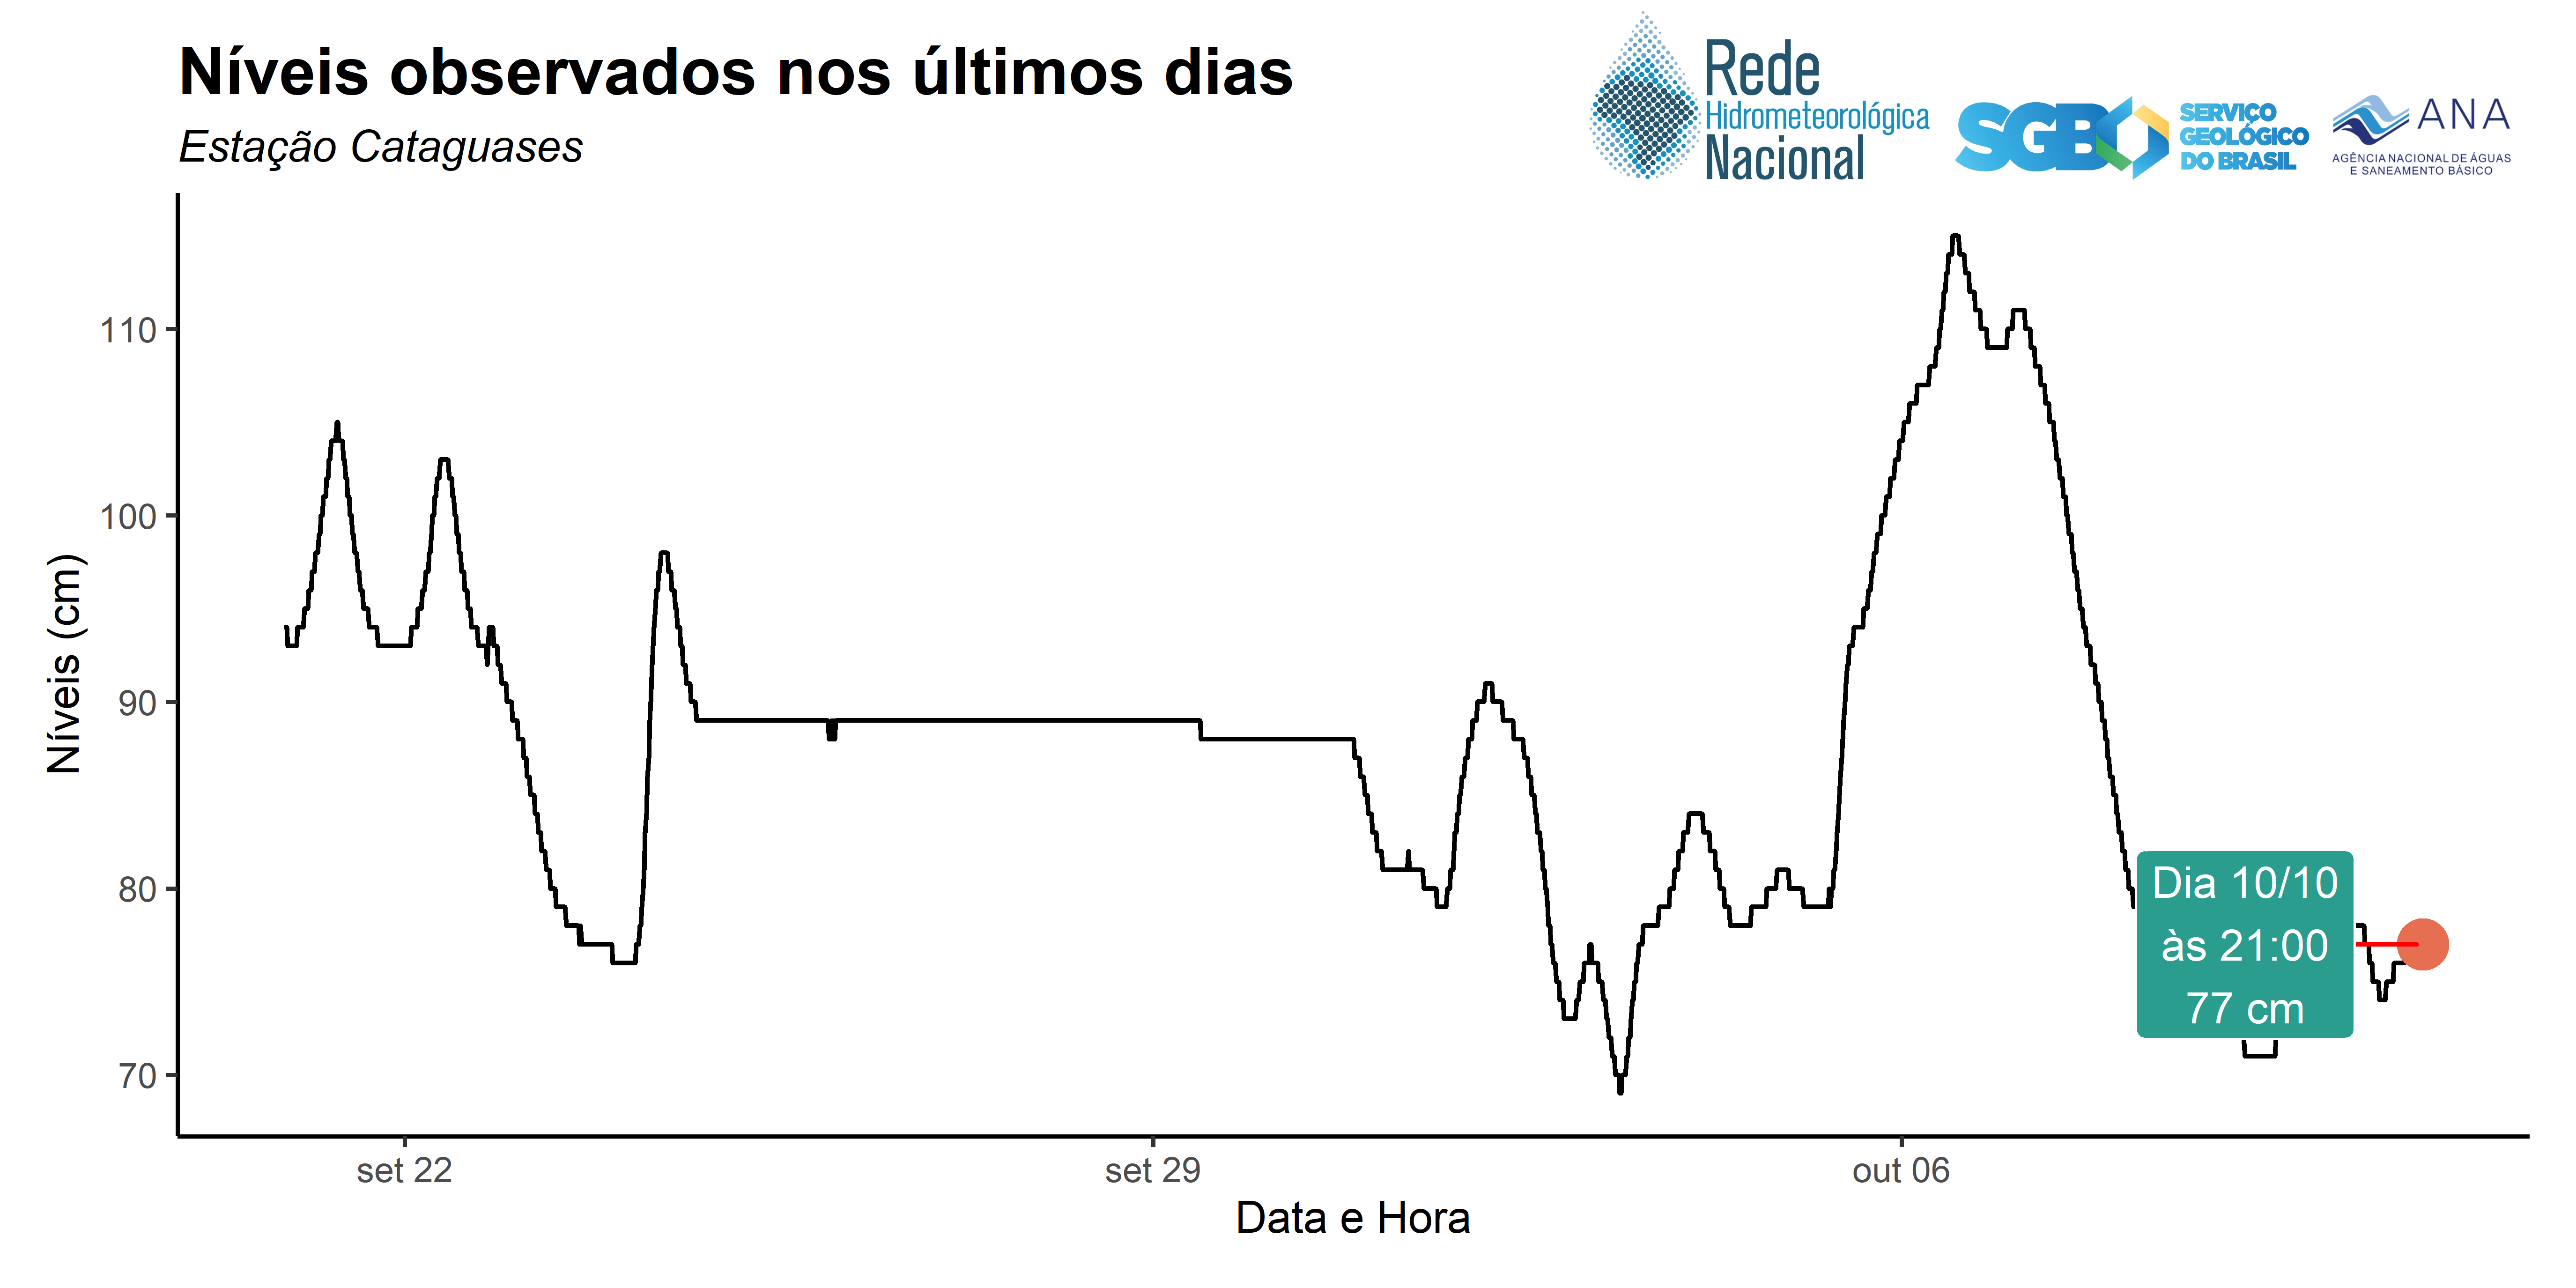 Níveis observados nos últimos dias
Estação Cataguases
Rede
Hidrometeorológica
Nacional
SGB
SERVIÇO
GEOLÓGICO
DO BRASIL
ANA
AGÊNCIA NACIONAL DE ÁGUAS
E SANEAMENTO BÁSICO
Níveis (cm)
110
100
90
80
70
Dia 10/10
às 21:00
77 cm
set 22
set 29
out 06
Data e Hora